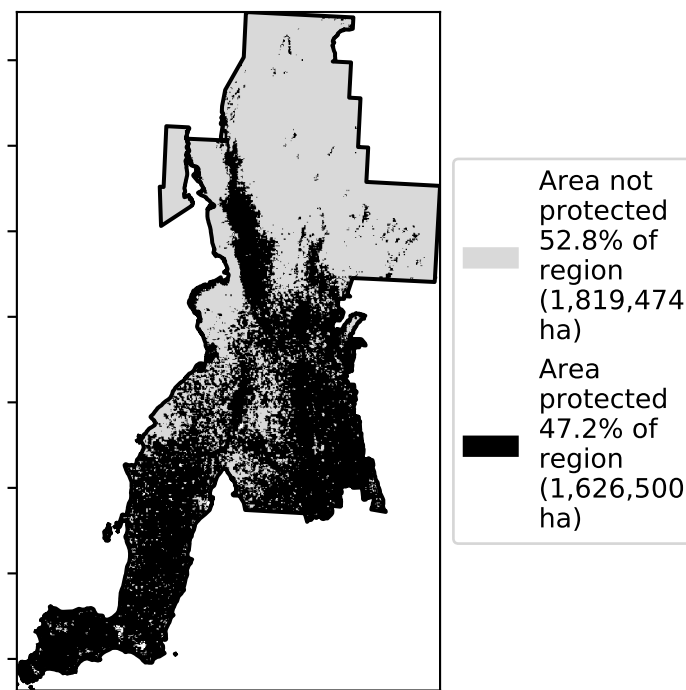 Area not
protected
52.8% of
region
(1,819,474
ha)
Area
protected
47.2% of
region
(1,626,500
ha)